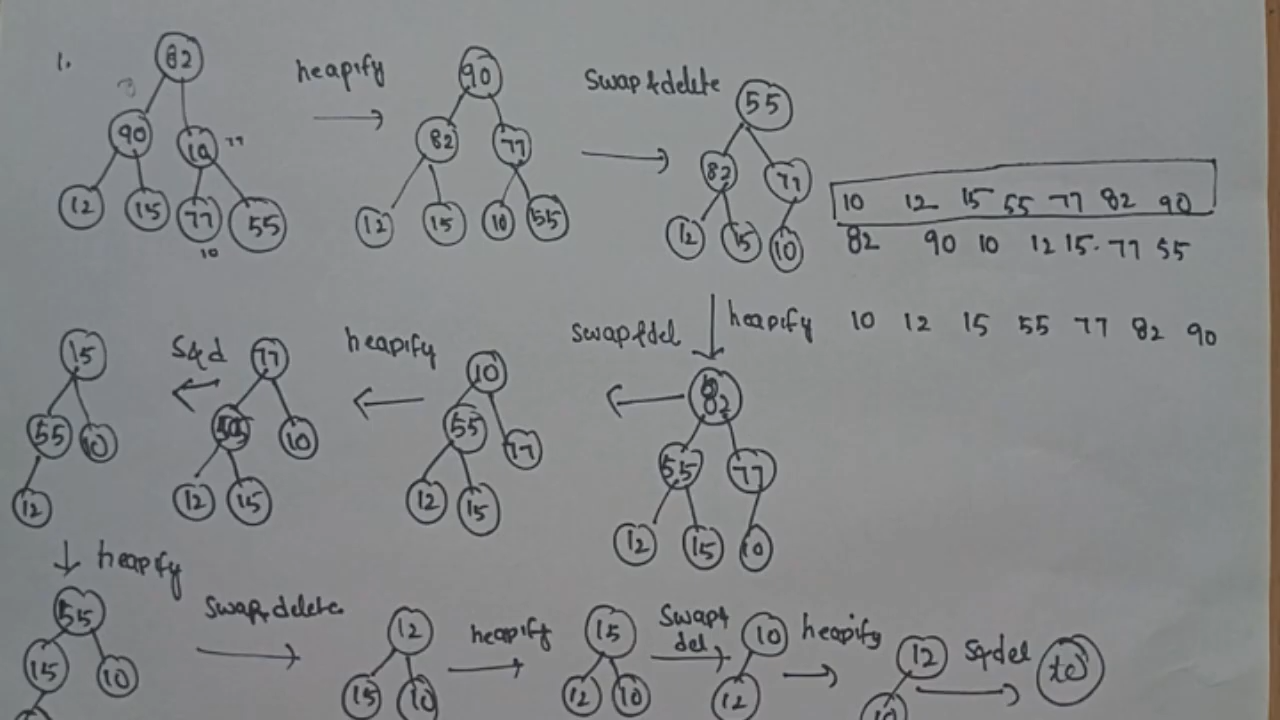 1.
82
90 10 77
12 15 77 55
10
heapify
90
82 77
12 15 10 55
Swap & delete
55
82 77
12 15 10
10 12 15 55 77 82 90
82 90 10 12 15. 77 55
heapify
10 12 15 55 77 82 90
82
55 77
12 15 10
swap & del
10
55 77
12 15
heapify
77
10
12 15
S & d
15
55 10
12
heapify
55
15 10
swap & delete
12
15 10
heapify
15
12 10
Swap &
del
10
12
heapify
12
10
S & del